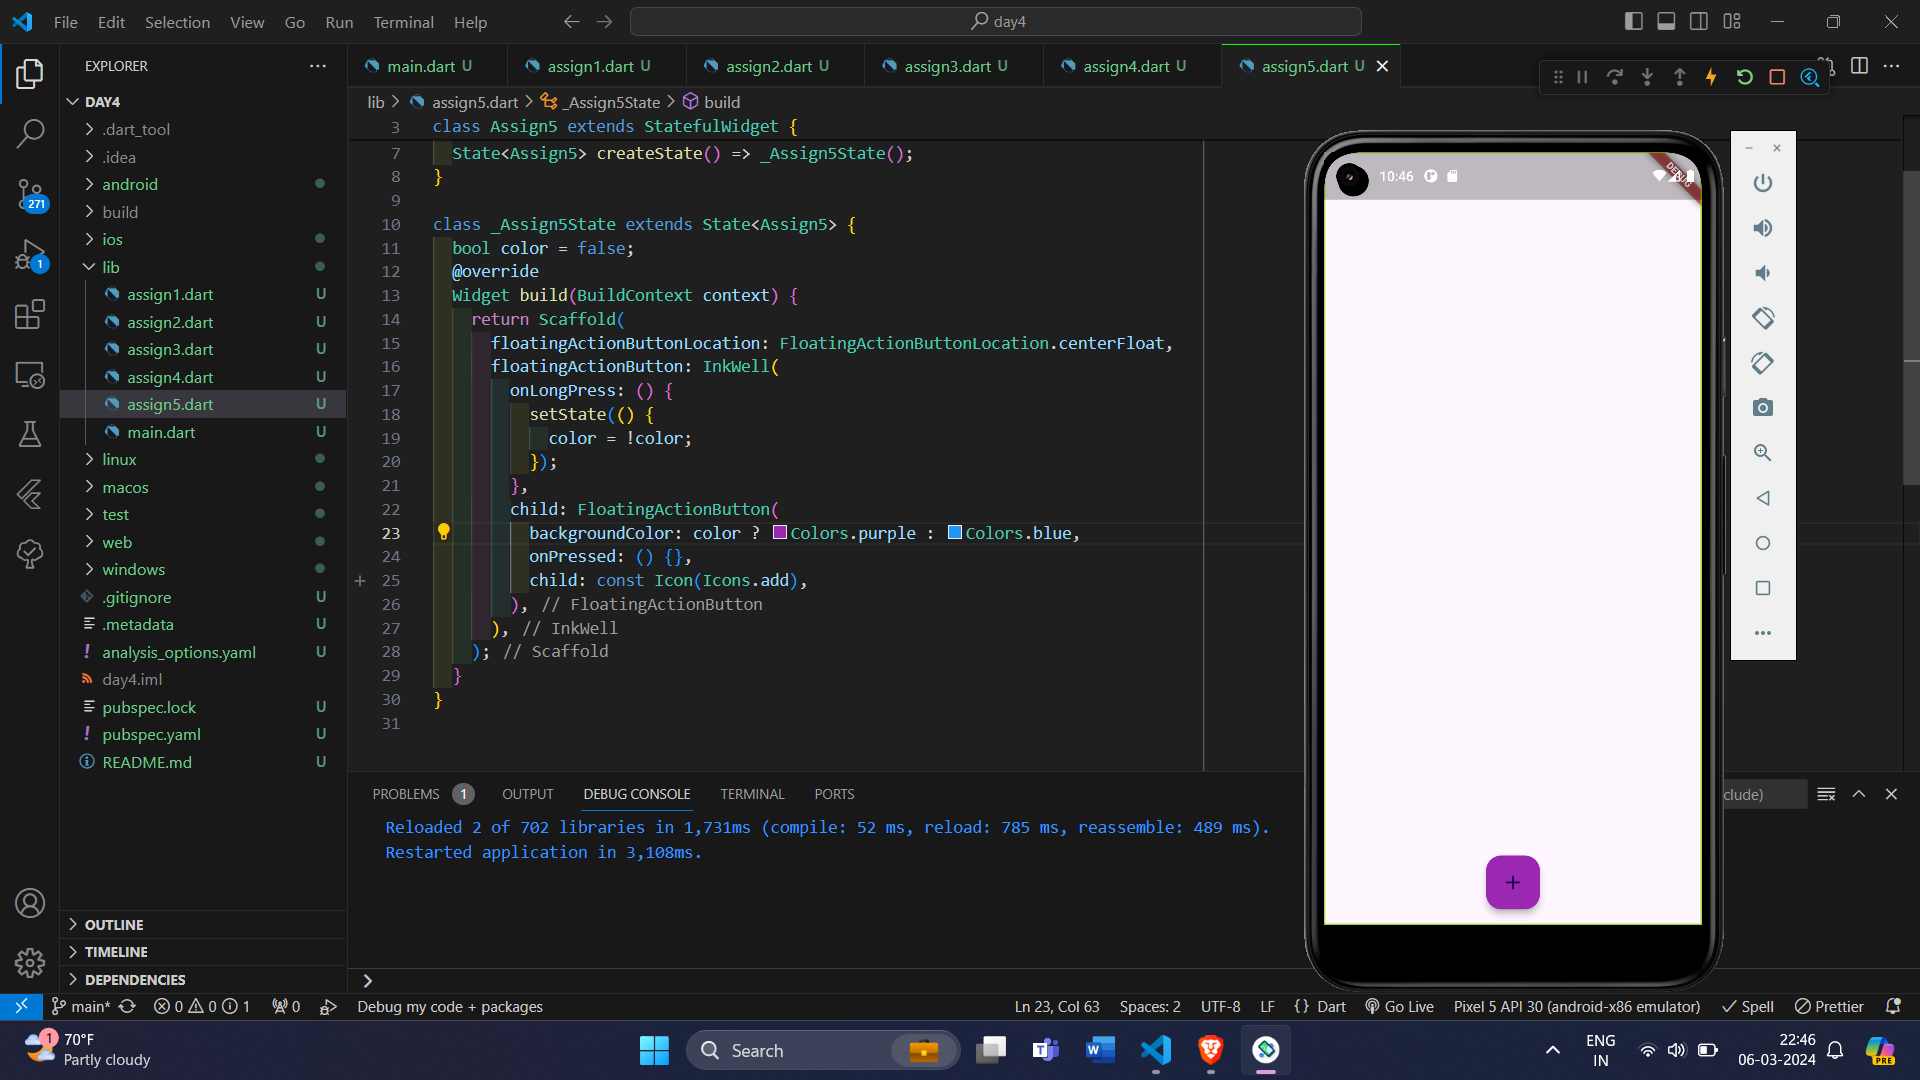 File Edit Selection View Go Run Terminal Help
day4
EXPLORER
DAY4
.dart_tool
.idea
android
build
ios
lib
assign1.dart U
assign2.dart U
assign3.dart U
assign4.dart U
assign5.dart U
main.dart U
linux
macos
test
web
windows
.gitignore U
.metadata U
analysis_options.yaml U
day4.iml
pubspec.lock U
pubspec.yaml U
README.md U
OUTLINE
TIMELINE
DEPENDENCIES
271
1
main.dart U assign1.dart U assign2.dart U assign3.dart U assign4.dart U assign5.dart U
lib > assign5.dart > _Assign5State > build
3 class Assign5 extends StatefulWidget {
7 State<Assign5> createState() => _Assign5State();
8 }
9
10 class _Assign5State extends State<Assign5> {
11 bool color = false;
12 @override
13 Widget build(BuildContext context) {
14 return Scaffold(
15 floatingActionButtonLocation: FloatingActionButtonLocation.centerFloat,
16 floatingActionButton: InkWell(
17 onLongPress: () {
18 setState(() {
19 color = !color;
20 });
21 },
22 child: FloatingActionButton(
23 backgroundColor: color ? Colors.purple : Colors.blue,
24 onPressed: () {},
25 child: const Icon(Icons.add),
26 ), // FloatingActionButton
27 ), // InkWell
28 ); // Scaffold
29 }
30 }
31
10:46
DEBUG
PROBLEMS 1 OUTPUT DEBUG CONSOLE TERMINAL PORTS
clude)
Reloaded 2 of 702 libraries in 1,731ms (compile: 52 ms, reload: 785 ms, reassemble: 489 ms).
Restarted application in 3,108ms.
main* 0 0 1 0 Debug my code + packages
Ln 23, Col 63 Spaces: 2 UTF-8 LF {} Dart Go Live Pixel 5 API 30 (android-x86 emulator) Spell Prettier
1
70°F
Partly cloudy
Search
ENG
IN
22:46
06-03-2024
PRE